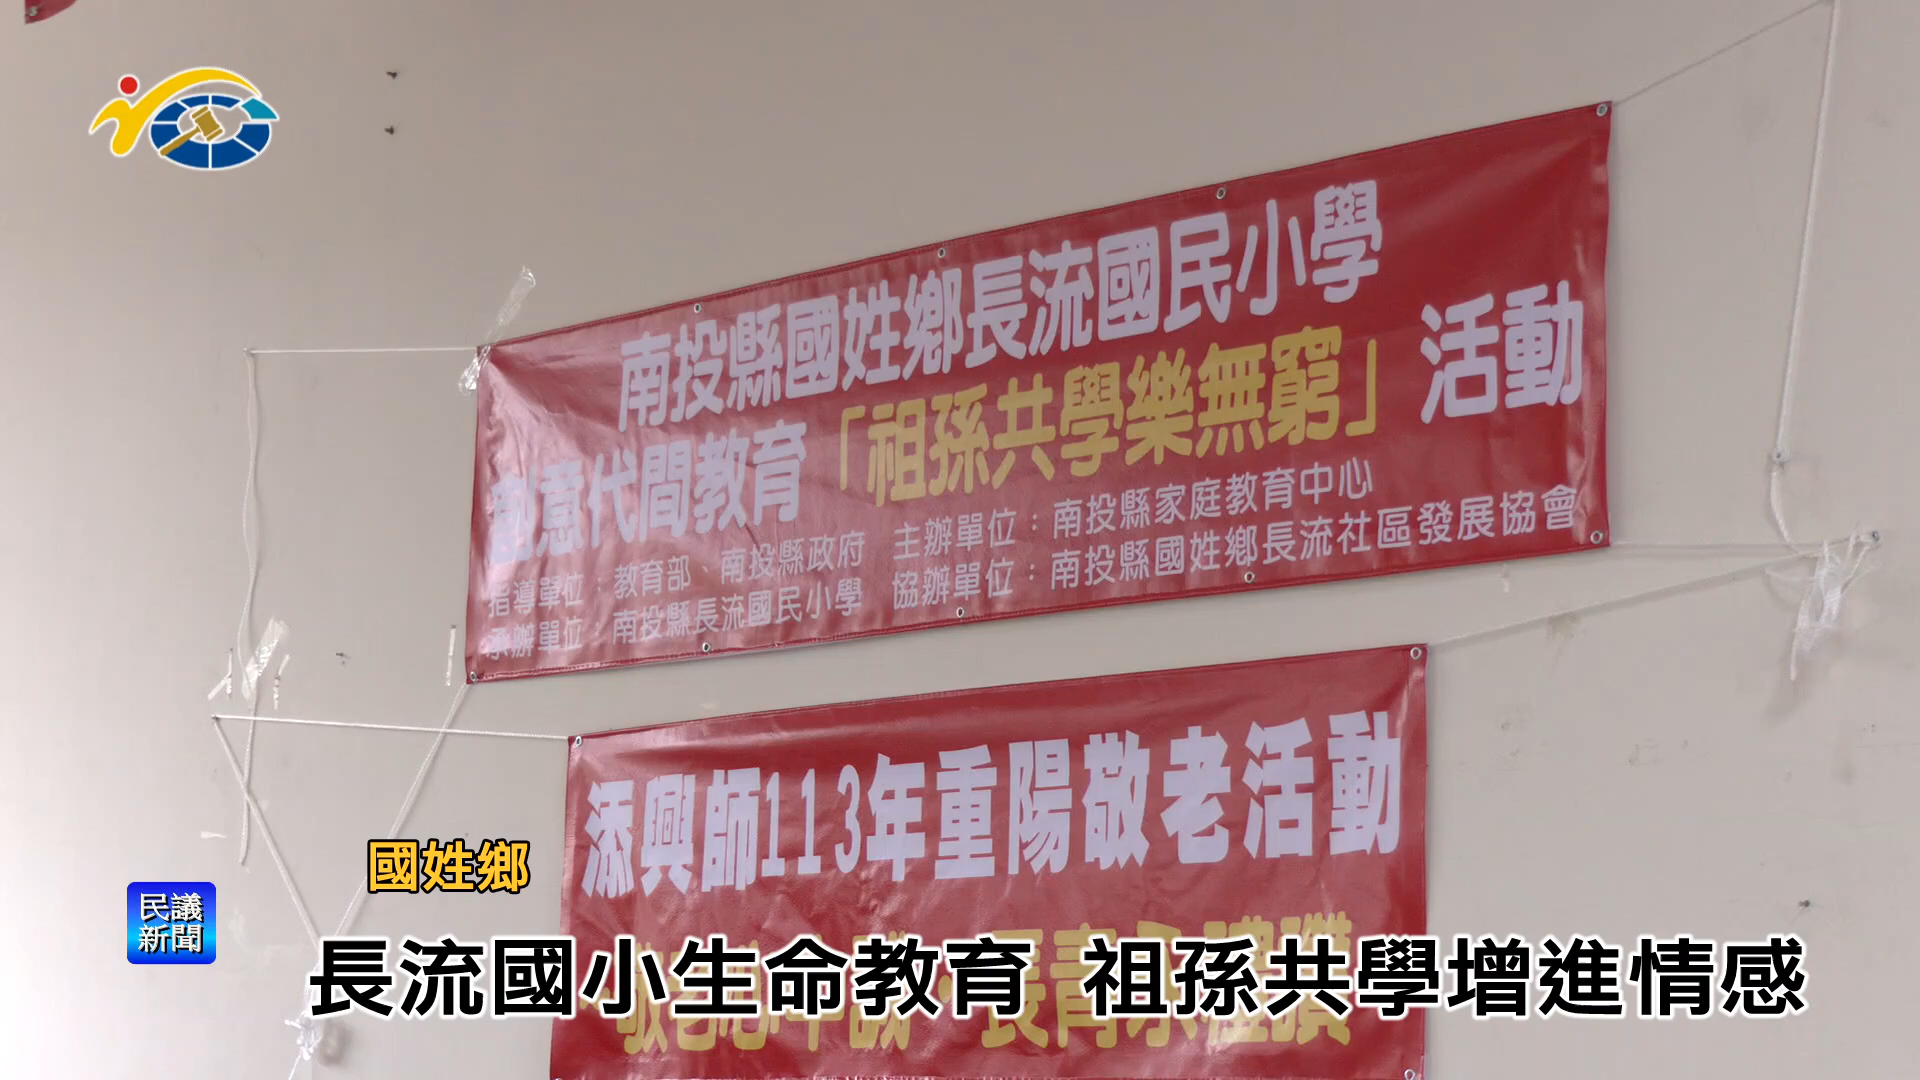 南投縣國姓鄉長流國民小學
創意代間教育「祖孫共學樂無窮」活動
指導單位：教育部、南投縣政府 主辦單位：南投縣家庭教育中心
承辦單位：南投縣長流國民小學 協辦單位：南投縣國姓鄉長流社區發展協會
添興師113年重陽敬老活動
國姓鄉
民議
新聞
長流國小生命教育 祖孫共學增進情感